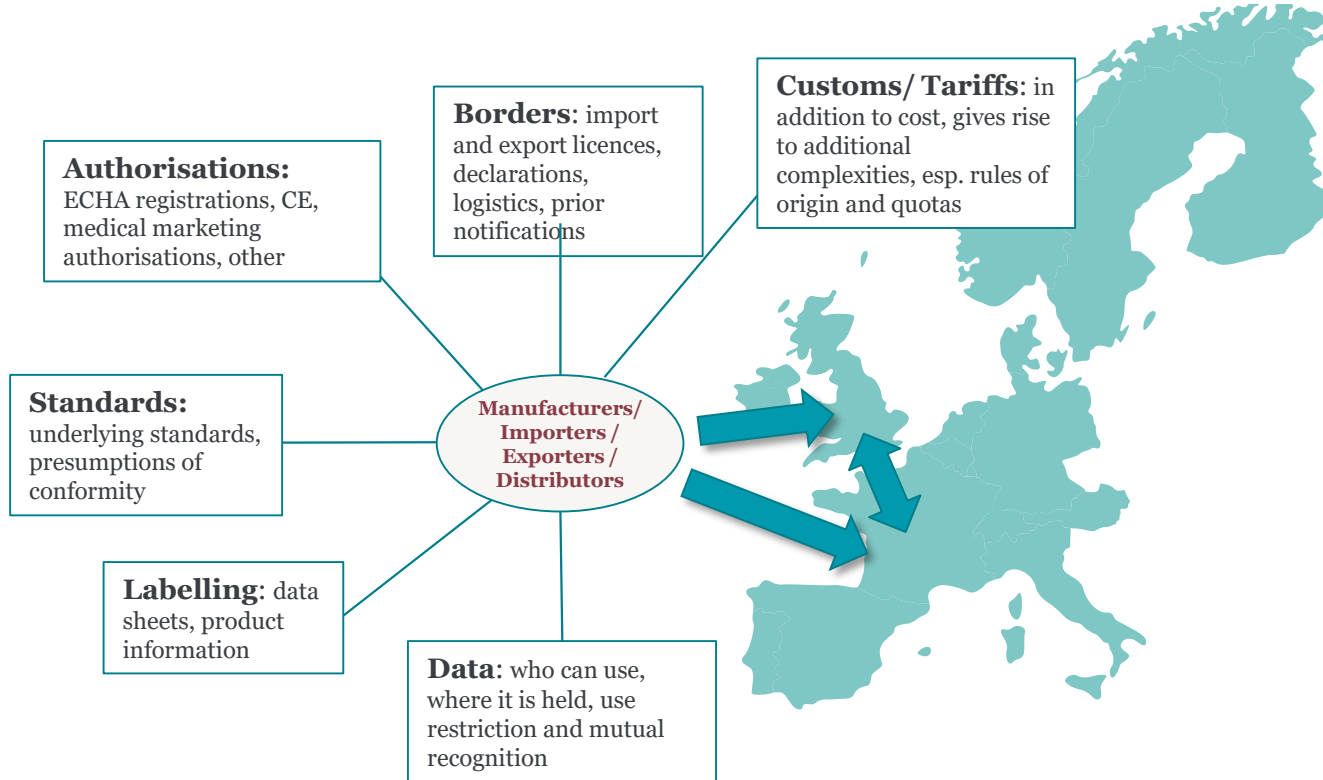 Customs/ Tariffs: in
addition to cost, gives rise
to additional
complexities, esp. rules of
origin and quotas
Borders: import
and export licences,
declarations,
logistics, prior
notifications
Authorisations:
ECHA registrations, CE,
medical marketing
authorisations, other
Standards:
underlying standards,
presumptions of
conformity
Manufacturers/
Importers /
Exporters /
Distributors
Labelling: data
sheets, product
information
Data: who can use,
where it is held, use
restriction and mutual
recognition